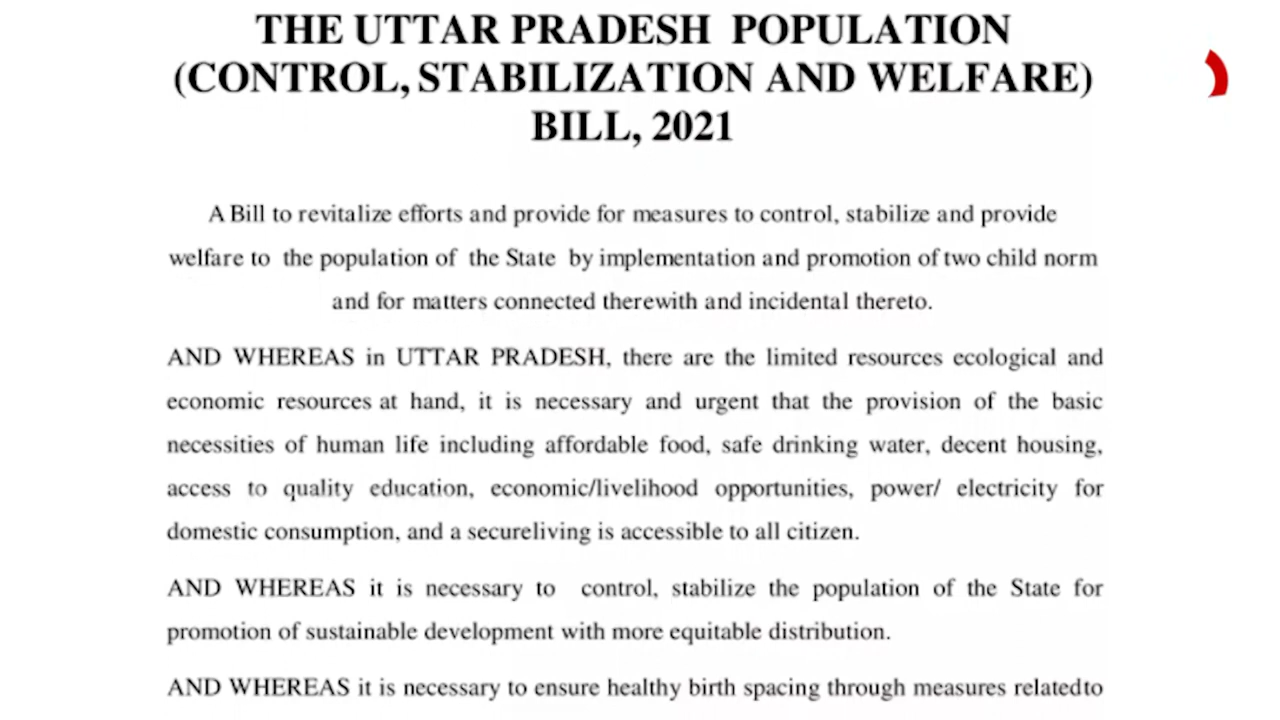 THE UTTAR PRADESH POPULATION
(CONTROL, STABILIZATION AND WELFARE)
BILL, 2021
A Bill to revitalize efforts and provide for measures to control, stabilize and provide
welfare to the population of the State by implementation and promotion of two child norm
and for matters connected therewith and incidental thereto.
AND WHEREAS in UTTAR PRADESH, there are the limited resources ecological and
economic resources at hand, it is necessary and urgent that the provision of the basic
necessities of human life including affordable food, safe drinking water, decent housing,
access to quality education, economic/livelihood opportunities, power/ electricity for
domestic consumption, and a secureliving is accessible to all citizen.
AND WHEREAS it is necessary to control, stabilize the population of the State for
promotion of sustainable development with more equitable distribution.
AND WHEREAS it is necessary to ensure healthy birth spacing through measures relatedto